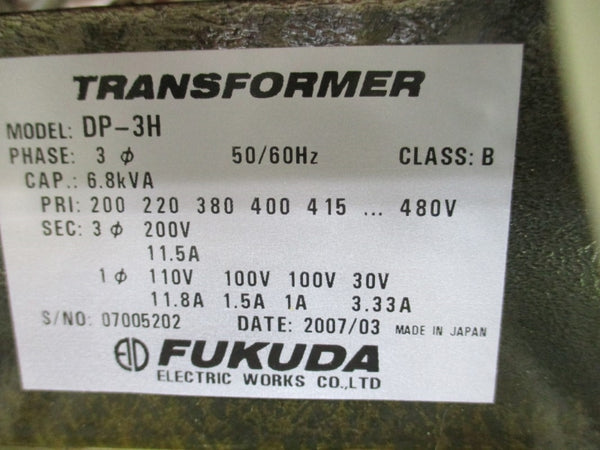 TRANSFORMER
MODEL: DP-3H
PHASE: 3 ϕ 50/60Hz CLASS: B
CAP.: 6.8kVA
PRI: 200 220 380 400 415 ... 480V
SEC: 3 ϕ 200V
11.5A
1 ϕ 110V 100V 100V 30V
11.8A 1.5A 1A 3.33A
S/NO: 07005202 DATE: 2007/03 MADE IN JAPAN
FUKUDA
ELECTRIC WORKS CO.,LTD